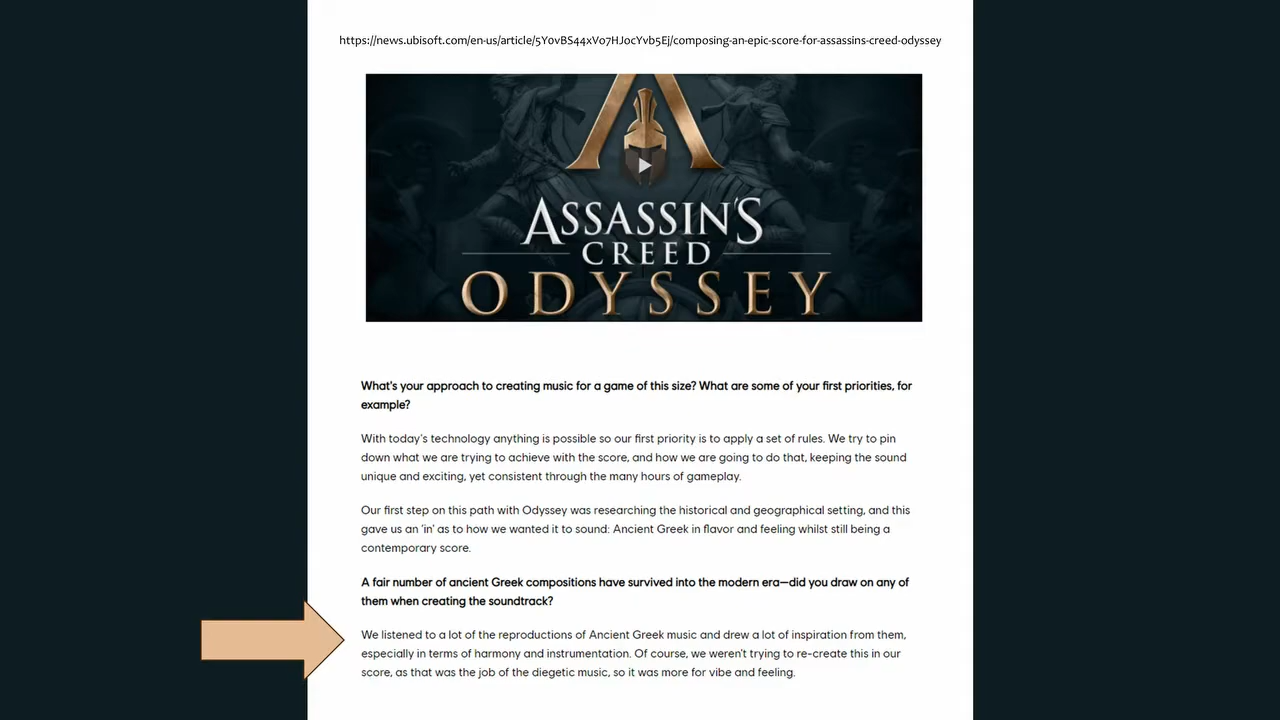 https://news.ubisoft.com/en-us/article/5Y0vBS44xVo7HJocYvb5Ej/composing-an-epic-score-for-assassins-creed-odyssey
ASSASSIN'S
CREED
ODYSSEY
What's your approach to creating music for a game of this size? What are some of your first priorities, for
example?
With today's technology anything is possible so our first priority is to apply a set of rules. We try to pin
down what we are trying to achieve with the score, and how we are going to do that, keeping the sound
unique and exciting, yet consistent through the many hours of gameplay.
Our first step on this path with Odyssey was researching the historical and geographical setting, and this
gave us an 'in' as to how we wanted it to sound: Ancient Greek in flavor and feeling whilst still being a
contemporary score.
A fair number of ancient Greek compositions have survived into the modern era—did you draw on any of
them when creating the soundtrack?
We listened to a lot of the reproductions of Ancient Greek music and drew a lot of inspiration from them,
especially in terms of harmony and instrumentation. Of course, we weren't trying to re-create this in our
score, as that was the job of the diegetic music, so it was more for vibe and feeling.